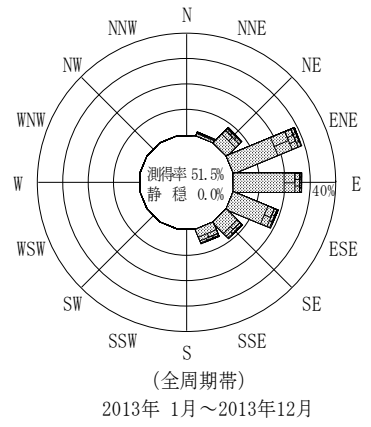 N
NNW NNE
NW NE
WNW ENE
測得率 51.5%
W E
静 穏 0.0%
40%
WSW ESE
SW SE
SSW SSE
S
(全周期帯)
2013年 1月～2013年12月